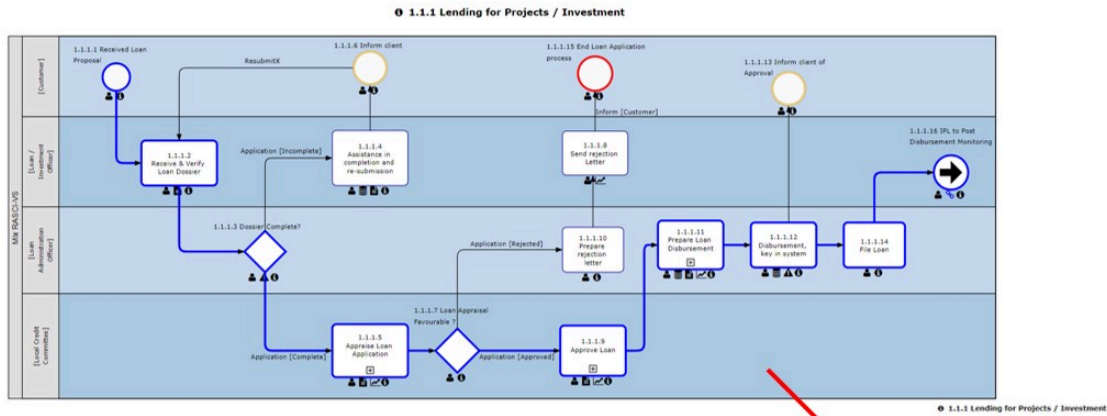 1.1.1 Lending for Projects / Investment
Mix RASCI-VS
[Customer]
1.1.1.1 Received Loan
Proposal
ResubmitX
1.1.1.6 Inform client
1.1.1.15 End Loan Application
process
Inform [Customer]
1.1.1.13 Inform client of
Approval
[Loan /
Investment
Officer]
1.1.1.2
Receive & Verify
Loan Dossier
Application [Incomplete]
1.1.1.4
Assistance in
completion and
re-submission
1.1.1.8
Send rejection
Letter
1.1.1.16 IPL to Post
Disbursement Monitoring
[Loan
Administration
Officer]
1.1.1.3 Dossier Complete?
Application [Rejected]
1.1.1.10
Prepare
rejection
letter
1.1.1.11
Prepare Loan
Disbursement
1.1.1.12
Disbursement,
key in system
1.1.1.14
File Loan
[Local Credit
Committee]
Application [Complete]
1.1.1.5
Appraise Loan
Application
1.1.1.7 Loan Appraisal
Favourable ?
Application [Approved]
1.1.1.9
Approve Loan
1.1.1 Lending for Projects / Investment